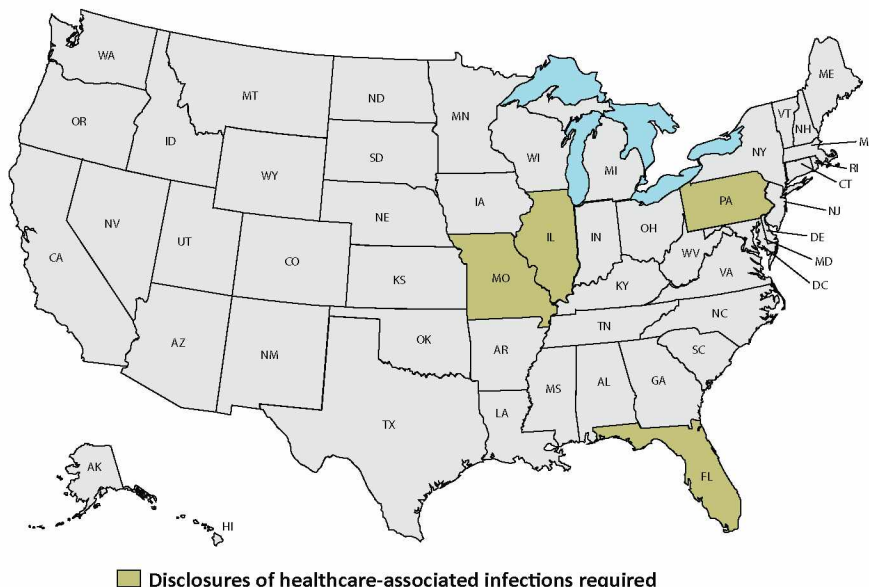 WA
MT
ND
MN
ME
VT
NH
OR
ID
SD
WI
MI
NY
M
RI
CT
WY
IA
PA
NJ
NV
NE
IL
IN
OH
DE
UT
CO
MO
WV
MD
CA
KS
KY
VA
DC
AZ
NM
OK
AR
TN
NC
SC
MS
AL
GA
TX
LA
AK
FL
HI
Disclosures of healthcare-associated infections required